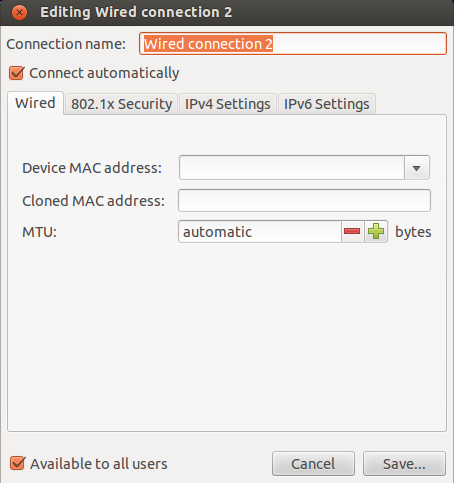 Editing Wired connection 2
Connection name: Wired connection 2
Connect automatically
Wired 802.1x Security IPv4 Settings IPv6 Settings
Device MAC address:
Cloned MAC address:
MTU: automatic bytes
Available to all users Cancel Save...